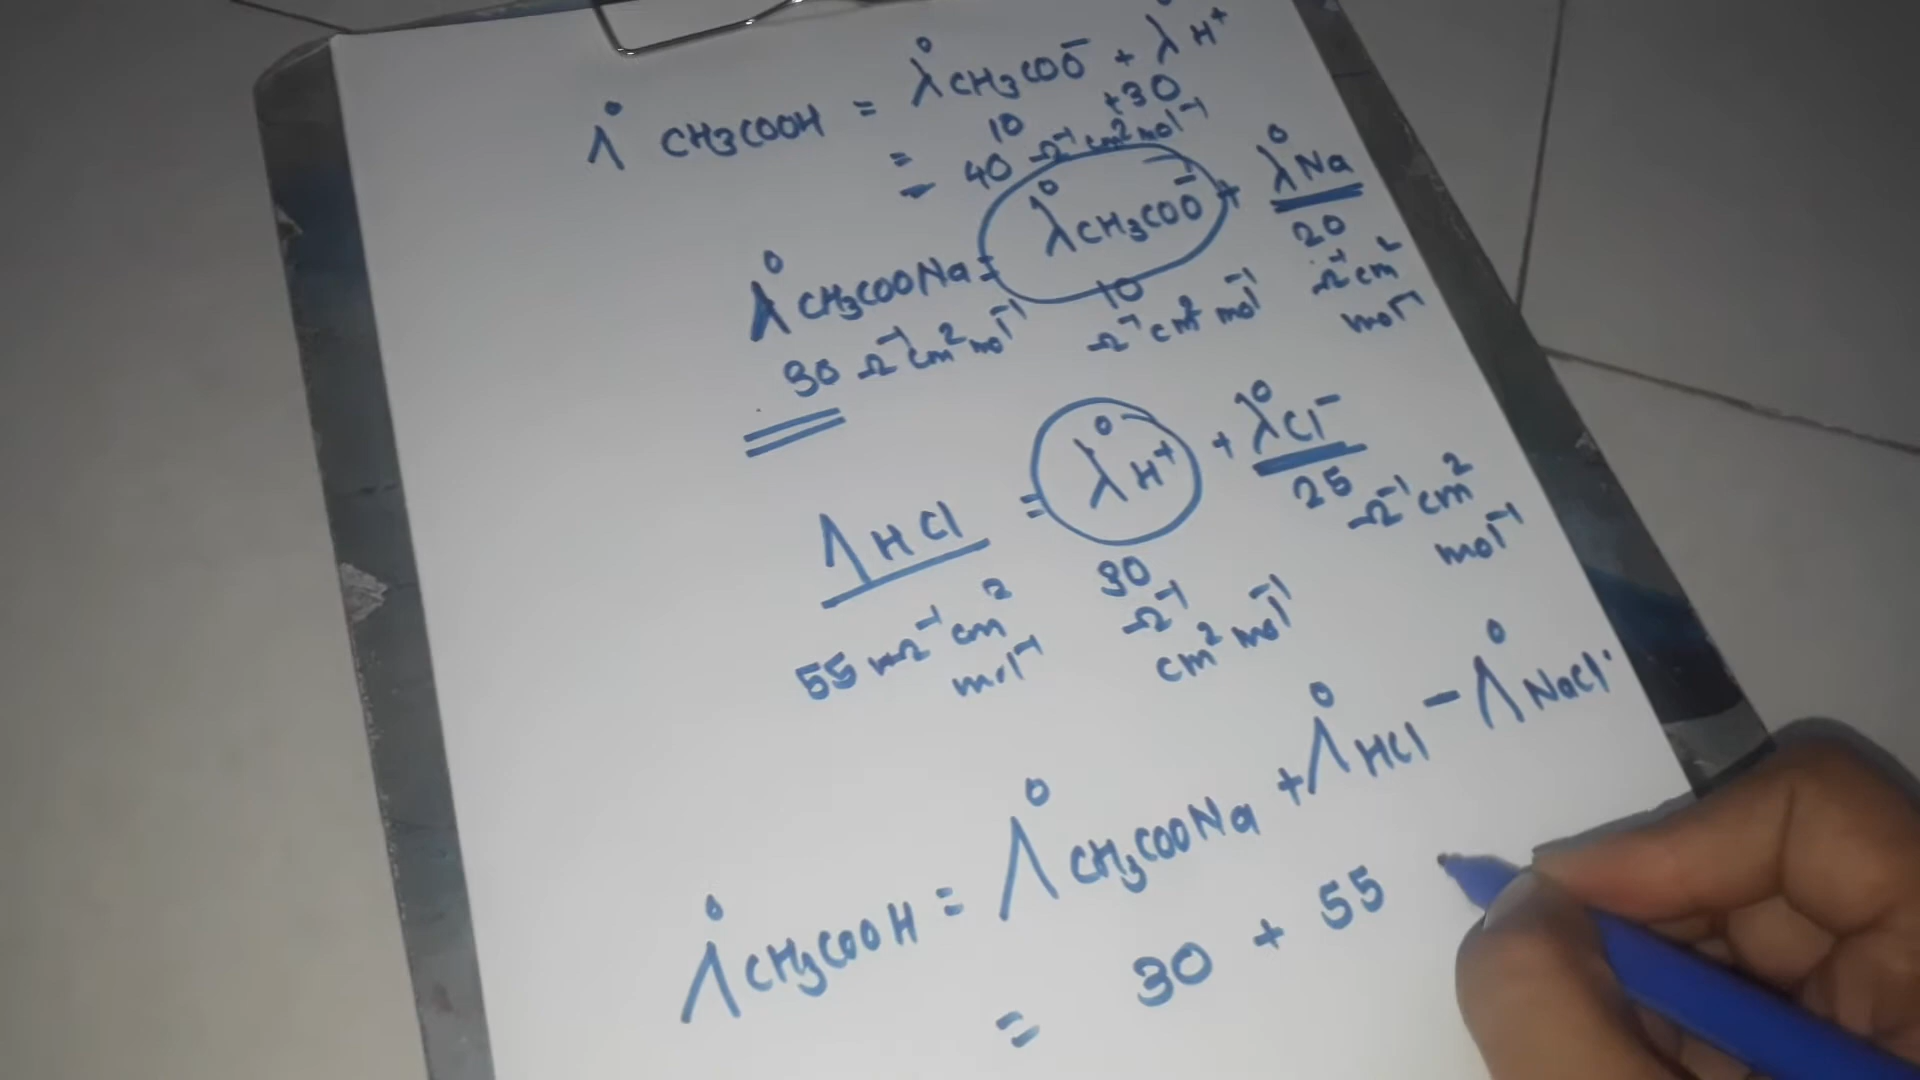 Λ° CH3COOH = λ°CH3COO⁻ + λ°H⁺
10 +30
= 40 Ω⁻¹ cm² mol⁻¹
λ°CH3COONa = λ°CH3COO⁻ + λ°Na
30 Ω⁻¹ cm² mol⁻¹ 10 Ω⁻¹ cm² mol⁻¹ 20 Ω⁻¹ cm² mol⁻¹
Λ HCl = λ°H⁺ + λ°Cl⁻
55 Ω⁻¹ cm² mol⁻¹ 30 Ω⁻¹ cm² mol⁻¹ 25 Ω⁻¹ cm² mol⁻¹
Λ°CH3COOH = Λ°CH3COONa + Λ°HCl − Λ°NaCl
= 30 + 55